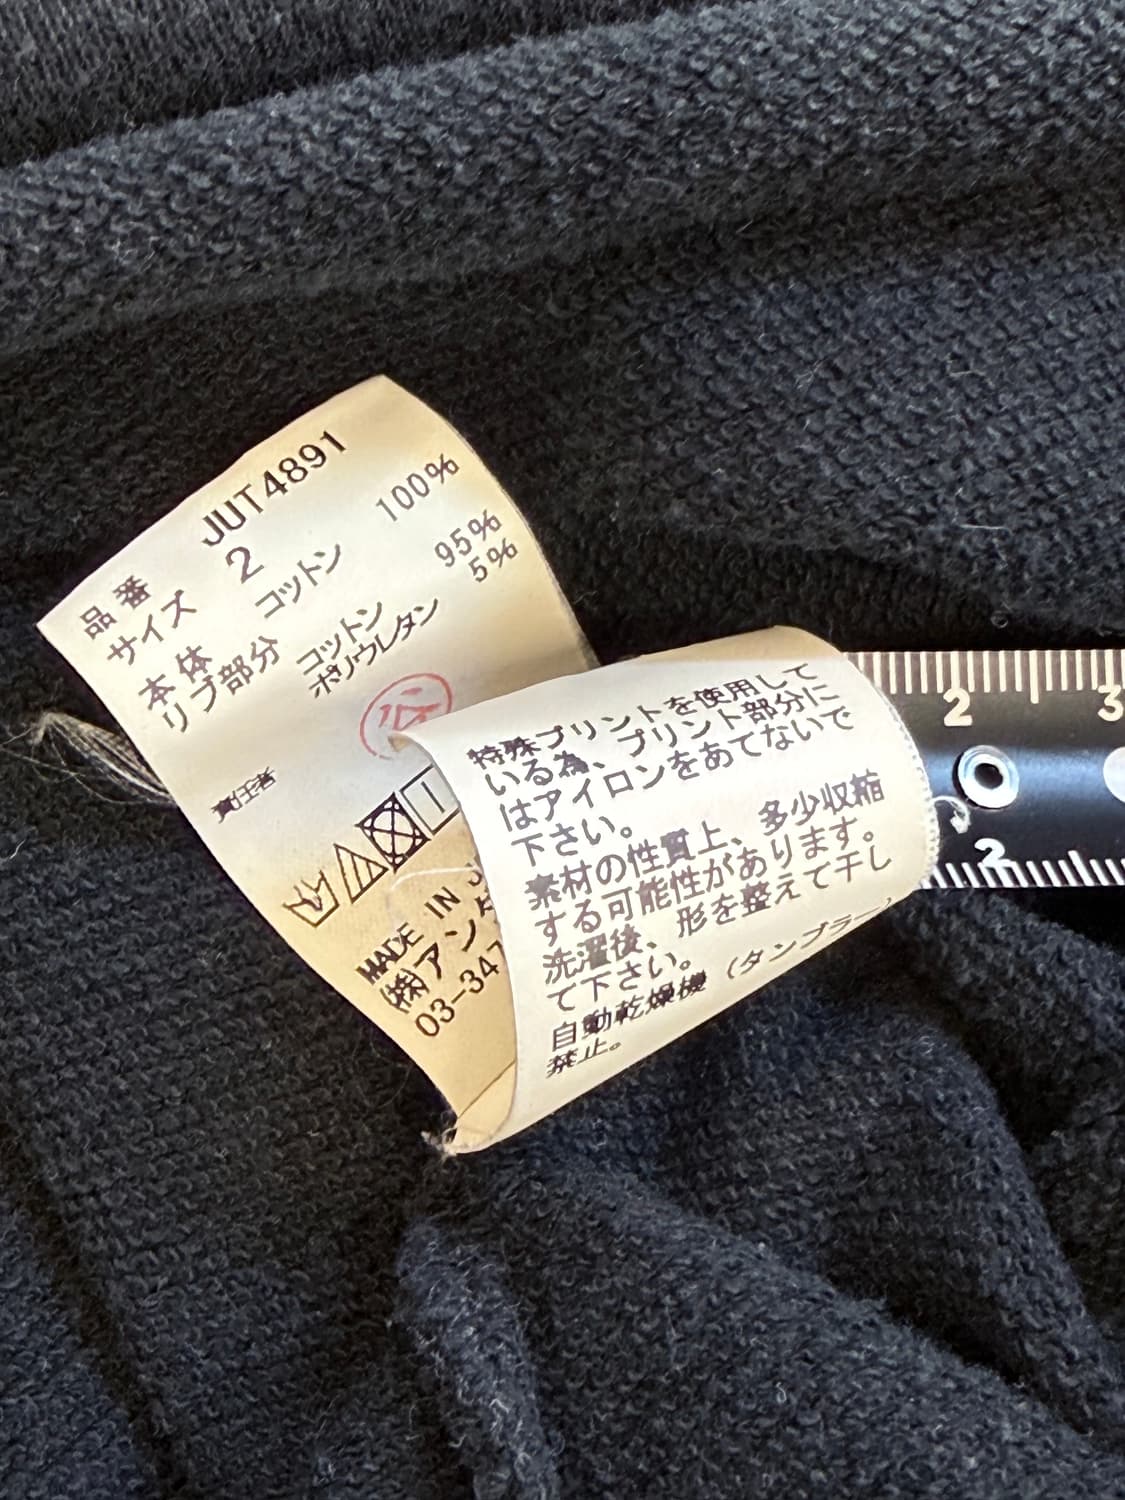 品番 JUT4891
サイズ 2
本体 コットン 100%
リブ部分 コットン 95%
ポリウレタン 5%
責任者
MADE IN
㈱アン
03-34
特殊プリントを使用して
いる為、プリント部分に
はアイロンをあてないで
下さい。
素材の性質上、多少収縮
する可能性があります。
洗濯後、形を整えて干し
て下さい。
自動乾燥機（タンブラー）
禁止。
2
3
2